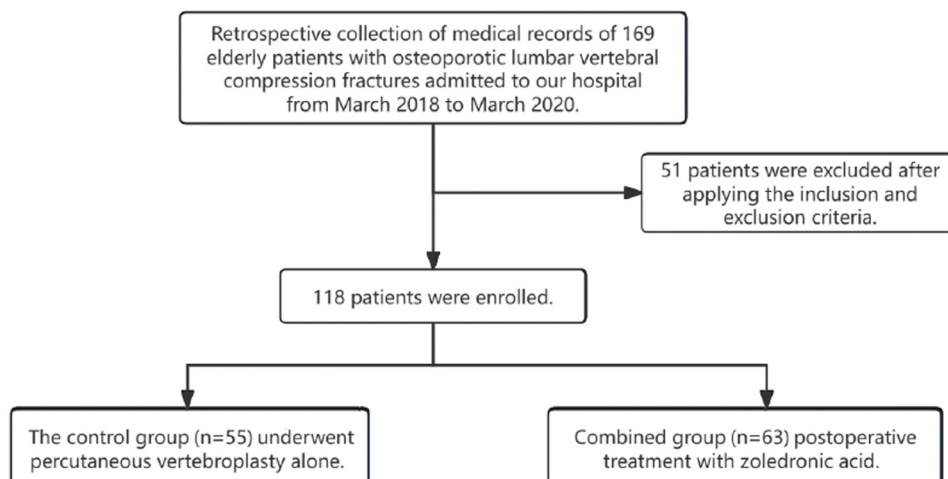 Retrospective collection of medical records of 169
elderly patients with osteoporotic lumbar vertebral
compression fractures admitted to our hospital
from March 2018 to March 2020.
51 patients were excluded after
applying the inclusion and
exclusion criteria.
118 patients were enrolled.
The control group (n=55) underwent
percutaneous vertebroplasty alone.
Combined group (n=63) postoperative
treatment with zoledronic acid.